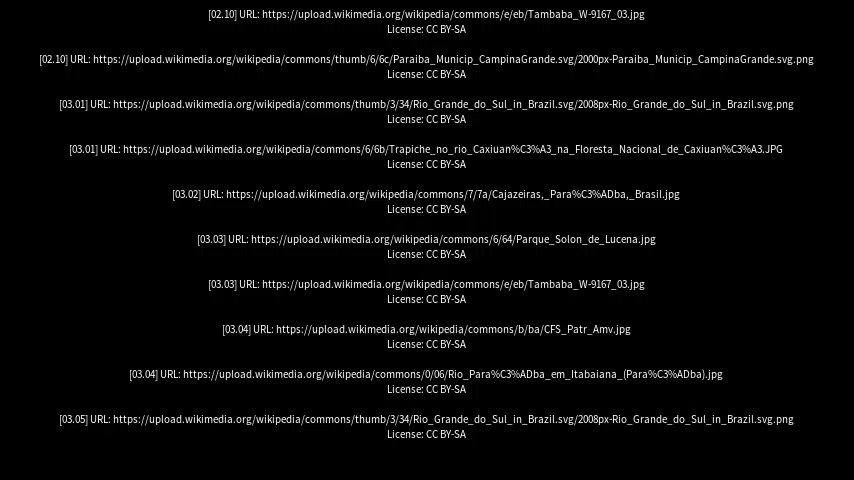 [02.10] URL: https://upload.wikimedia.org/wikipedia/commons/e/eb/Tambaba_W-9167_03.jpg
License: CC BY-SA
[02.10] URL: https://upload.wikimedia.org/wikipedia/commons/thumb/6/6c/Paraiba_Municip_CampinaGrande.svg/2000px-Paraiba_Municip_CampinaGrande.svg.png
License: CC BY-SA
[03.01] URL: https://upload.wikimedia.org/wikipedia/commons/thumb/3/34/Rio_Grande_do_Sul_in_Brazil.svg/2008px-Rio_Grande_do_Sul_in_Brazil.svg.png
License: CC BY-SA
[03.01] URL: https://upload.wikimedia.org/wikipedia/commons/6/6b/Trapiche_no_rio_Caxiuan%C3%A3_na_Floresta_Nacional_de_Caxiuan%C3%A3.JPG
License: CC BY-SA
[03.02] URL: https://upload.wikimedia.org/wikipedia/commons/7/7a/Cajazeiras,_Para%C3%ADba,_Brasil.jpg
License: CC BY-SA
[03.03] URL: https://upload.wikimedia.org/wikipedia/commons/6/64/Parque_Solon_de_Lucena.jpg
License: CC BY-SA
[03.03] URL: https://upload.wikimedia.org/wikipedia/commons/e/eb/Tambaba_W-9167_03.jpg
License: CC BY-SA
[03.04] URL: https://upload.wikimedia.org/wikipedia/commons/b/ba/CFS_Patr_Amv.jpg
License: CC BY-SA
[03.04] URL: https://upload.wikimedia.org/wikipedia/commons/0/06/Rio_Para%C3%ADba_em_Itabaiana_(Para%C3%ADba).jpg
License: CC BY-SA
[03.05] URL: https://upload.wikimedia.org/wikipedia/commons/thumb/3/34/Rio_Grande_do_Sul_in_Brazil.svg/2008px-Rio_Grande_do_Sul_in_Brazil.svg.png
License: CC BY-SA